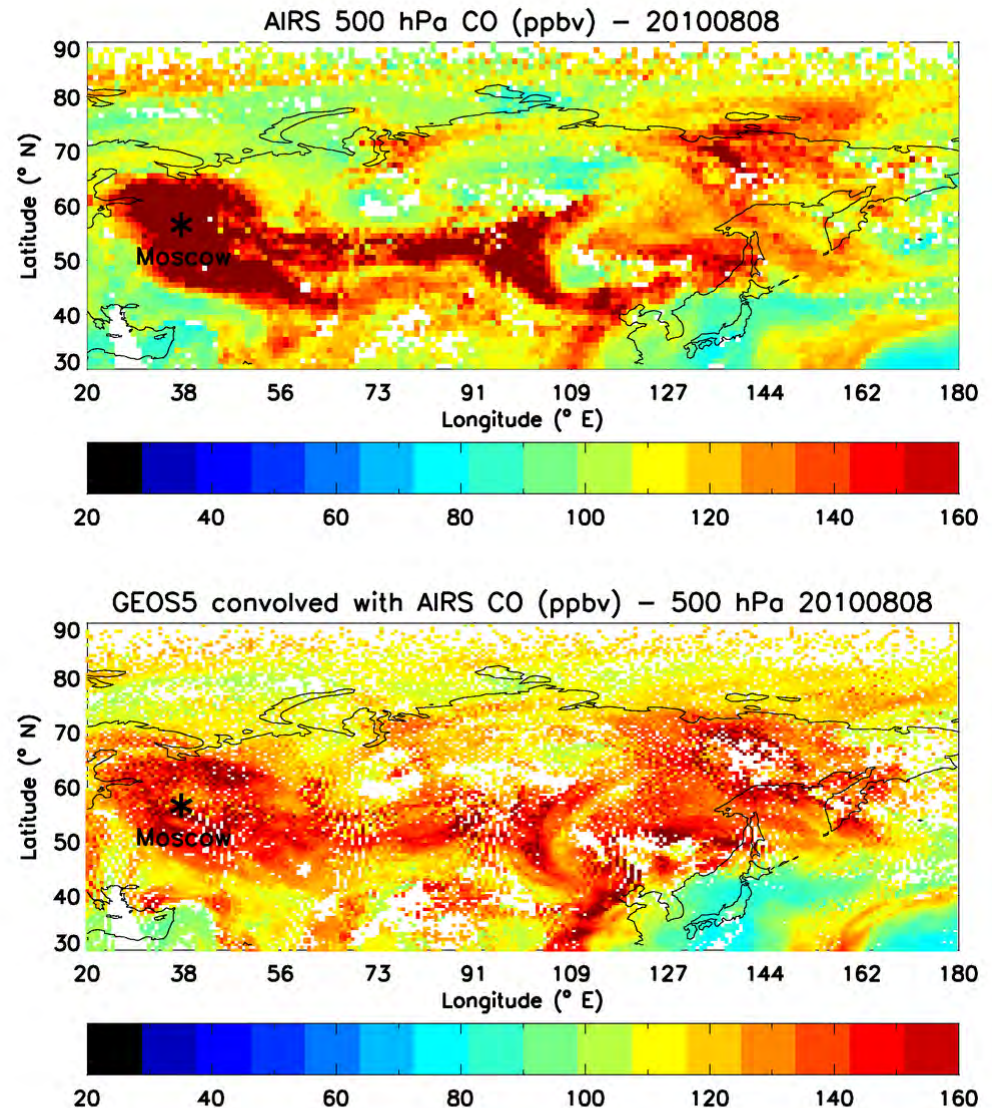 AIRS 500 hPa CO (ppbv) – 20100808
90
80
70
60
50
40
30
Latitude (° N)
*
Moscow
20 38 56 73 91 109 127 144 162 180
Longitude (° E)
20 40 60 80 100 120 140 160
GEOS5 convolved with AIRS CO (ppbv) – 500 hPa 20100808
90
80
70
60
50
40
30
Latitude (° N)
*
Moscow
20 38 56 73 91 109 127 144 162 180
Longitude (° E)
20 40 60 80 100 120 140 160